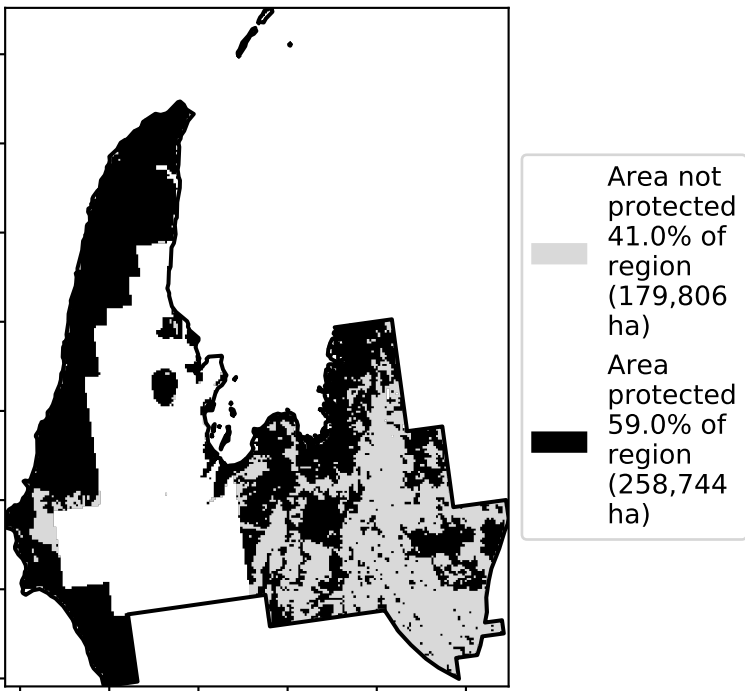 Area not
protected
41.0% of
region
(179,806
ha)
Area
protected
59.0% of
region
(258,744
ha)